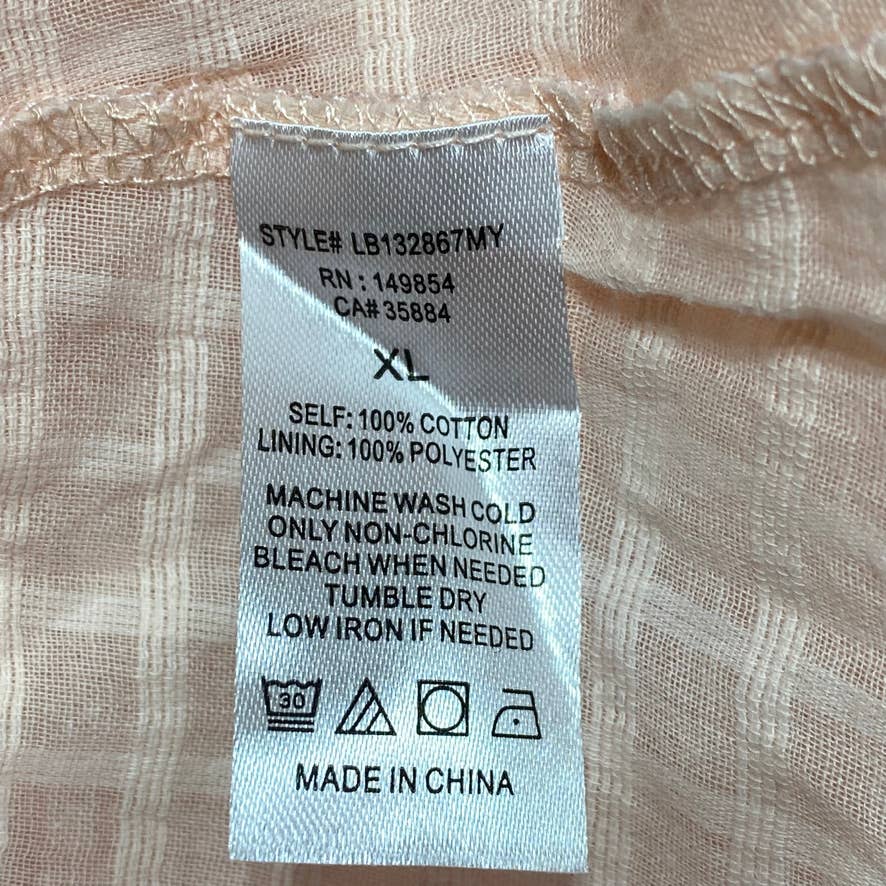 STYLE# LB132867MY
RN : 149854
CA# 35884
XL
SELF: 100% COTTON
LINING: 100% POLYESTER
MACHINE WASH COLD
ONLY NON-CHLORINE
BLEACH WHEN NEEDED
TUMBLE DRY
LOW IRON IF NEEDED
30
MADE IN CHINA